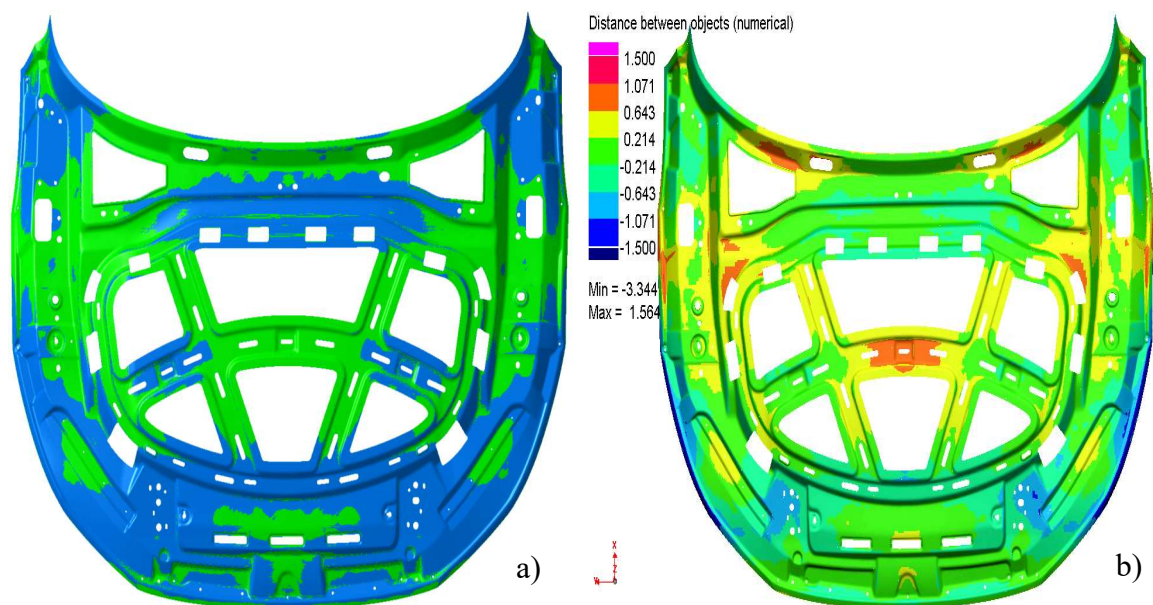 Distance between objects (numerical)
1.500
1.071
0.643
0.214
-0.214
-0.643
-1.071
-1.500
Min = -3.344
Max = 1.564
X
Z
a)
b)